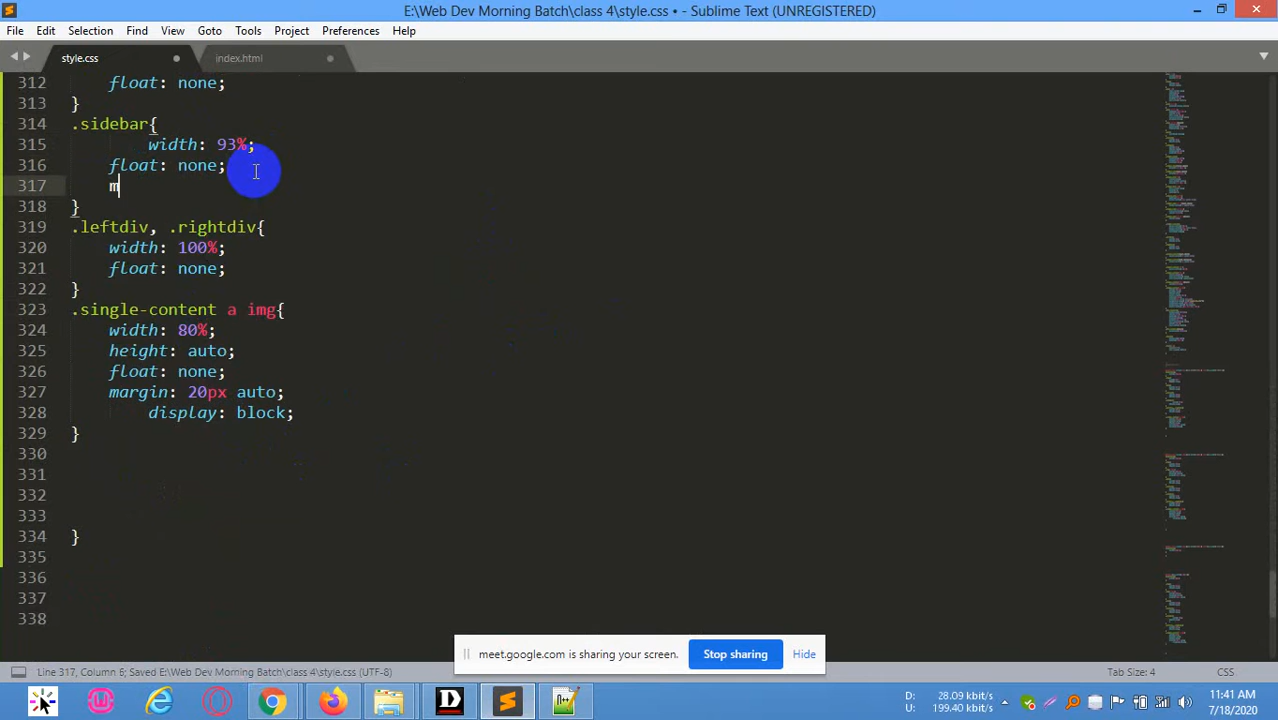 E:\Web Dev Morning Batch\class 4\style.css • - Sublime Text (UNREGISTERED)
File Edit Selection Find View Goto Tools Project Preferences Help
style.css index.html
312 float: none;
313 }
314 .sidebar{
315 width: 93%;
316 float: none;
317 m
318 }
319 .leftdiv, .rightdiv{
320 width: 100%;
321 float: none;
322 }
323 .single-content a img{
324 width: 80%;
325 height: auto;
326 float: none;
327 margin: 20px auto;
328 display: block;
329 }
330
331
332
333
334 }
335
336
337
338
meet.google.com is sharing your screen. Stop sharing Hide
Line 317, Column 6; Saved E:\Web Dev Morning Batch\class 4\style.css (UTF-8) Tab Size: 4 CSS
D: 28.09 kbit/s
U: 199.40 kbit/s
11:41 AM
7/18/2020